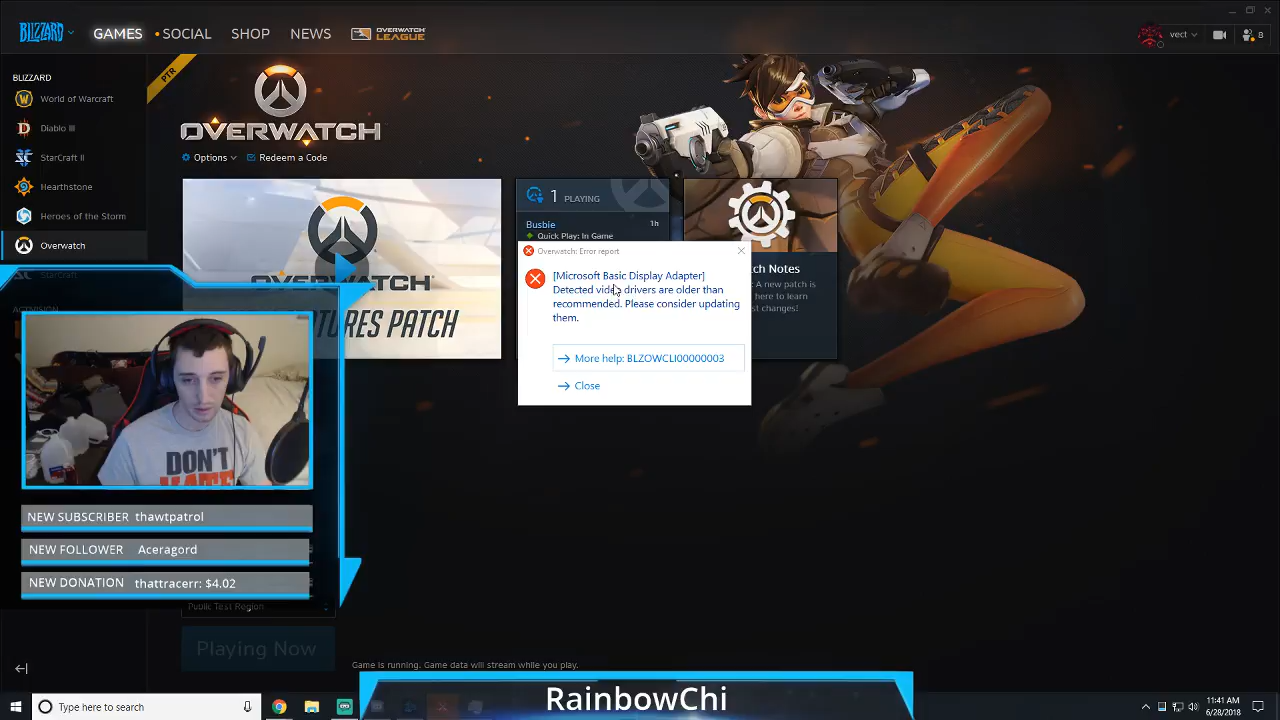 BLIZZARD
GAMES
SOCIAL
SHOP
NEWS
OVERWATCH
LEAGUE
vect
8
BLIZZARD
World of Warcraft
Diablo III
StarCraft II
Hearthstone
Heroes of the Storm
Overwatch
StarCraft
PTR
OVERWATCH
Options
Redeem a Code
OVERWATCH
TURES PATCH
1 PLAYING
Busbie
1h
Quick Play: In Game
tch Notes
: A new patch is
here to learn
st changes!
Overwatch: Error report
[Microsoft Basic Display Adapter]
Detected video drivers are older than
recommended. Please consider updating
them.
More help: BLZOWCLI00000003
Close
DON'T
HATE
NEW SUBSCRIBER thawtpatrol
NEW FOLLOWER Aceragord
NEW DONATION thattracerr: $4.02
Public Test Region
Playing Now
Game is running. Game data will stream while you play.
RainbowChi
Type here to search
11:41 AM
6/28/2018